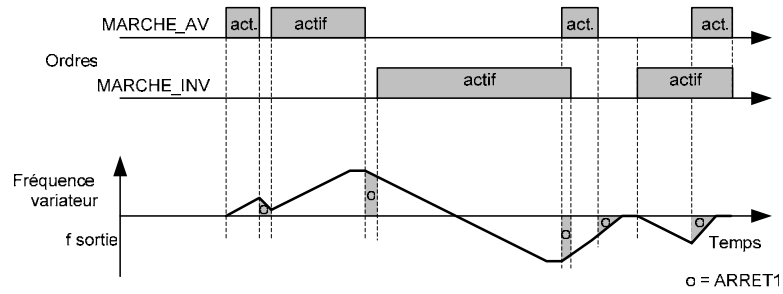 MARCHE_AV
act.
actif
act.
act.
Ordres
MARCHE_INV
actif
actif
Fréquence
variateur
f sortie
o
o
o
o
o
Temps
o = ARRET1